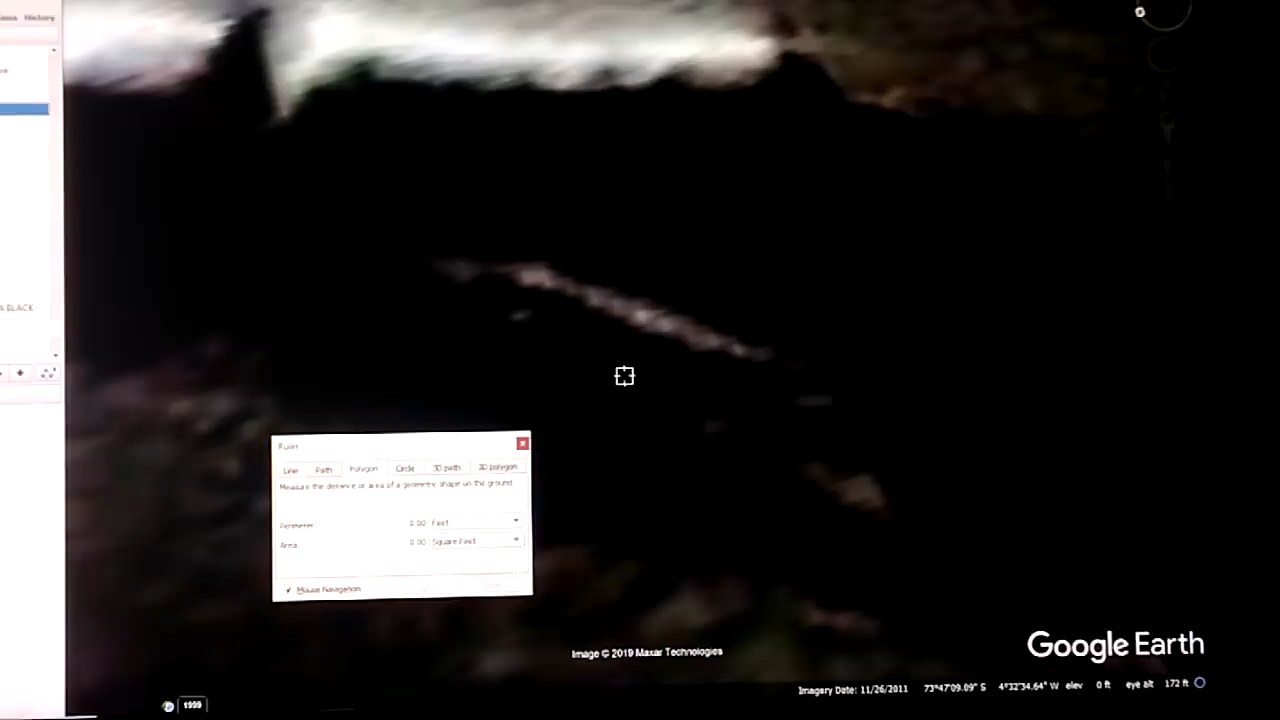 History
A BLACK
Ruler
Line Path Polygon Circle 3D path 3D polygon
Measure the distance or area of a geometric shape on the ground
Perimeter: 0.00 Feet
Area: 0.00 Square Feet
Mouse Navigation
Image © 2019 Maxar Technologies
Google Earth
Imagery Date: 11/26/2011 73°47'09.09" S 4°32'34.64" W elev 0 ft eye alt 172 ft
1999